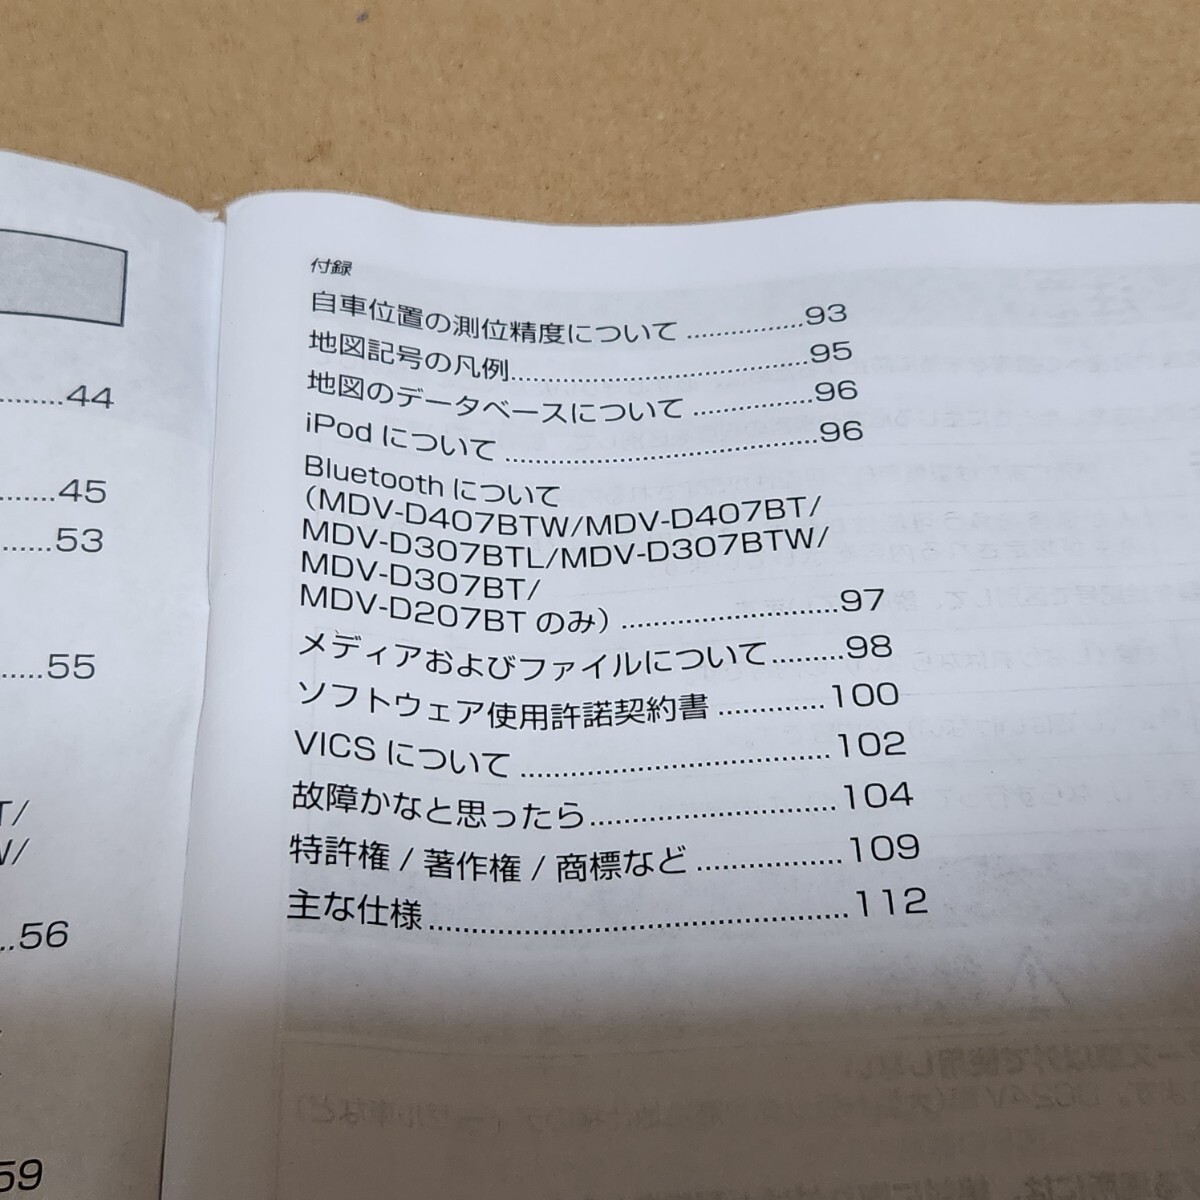 44
45
53
55
T/
W/
56
59
付録
自車位置の測位精度について ................93
地図記号の凡例....................................95
地図のデータベースについて ..............96
iPod について .....................................96
Bluetooth について
（MDV-D407BTW/MDV-D407BT/
MDV-D307BTL/MDV-D307BTW/
MDV-D307BT/
MDV-D207BT のみ）..........................97
メディアおよびファイルについて.........98
ソフトウェア使用許諾契約書 .............100
VICS について ...................................102
故障かなと思ったら............................104
特許権 / 著作権 / 商標など .................109
主な仕様................................................112